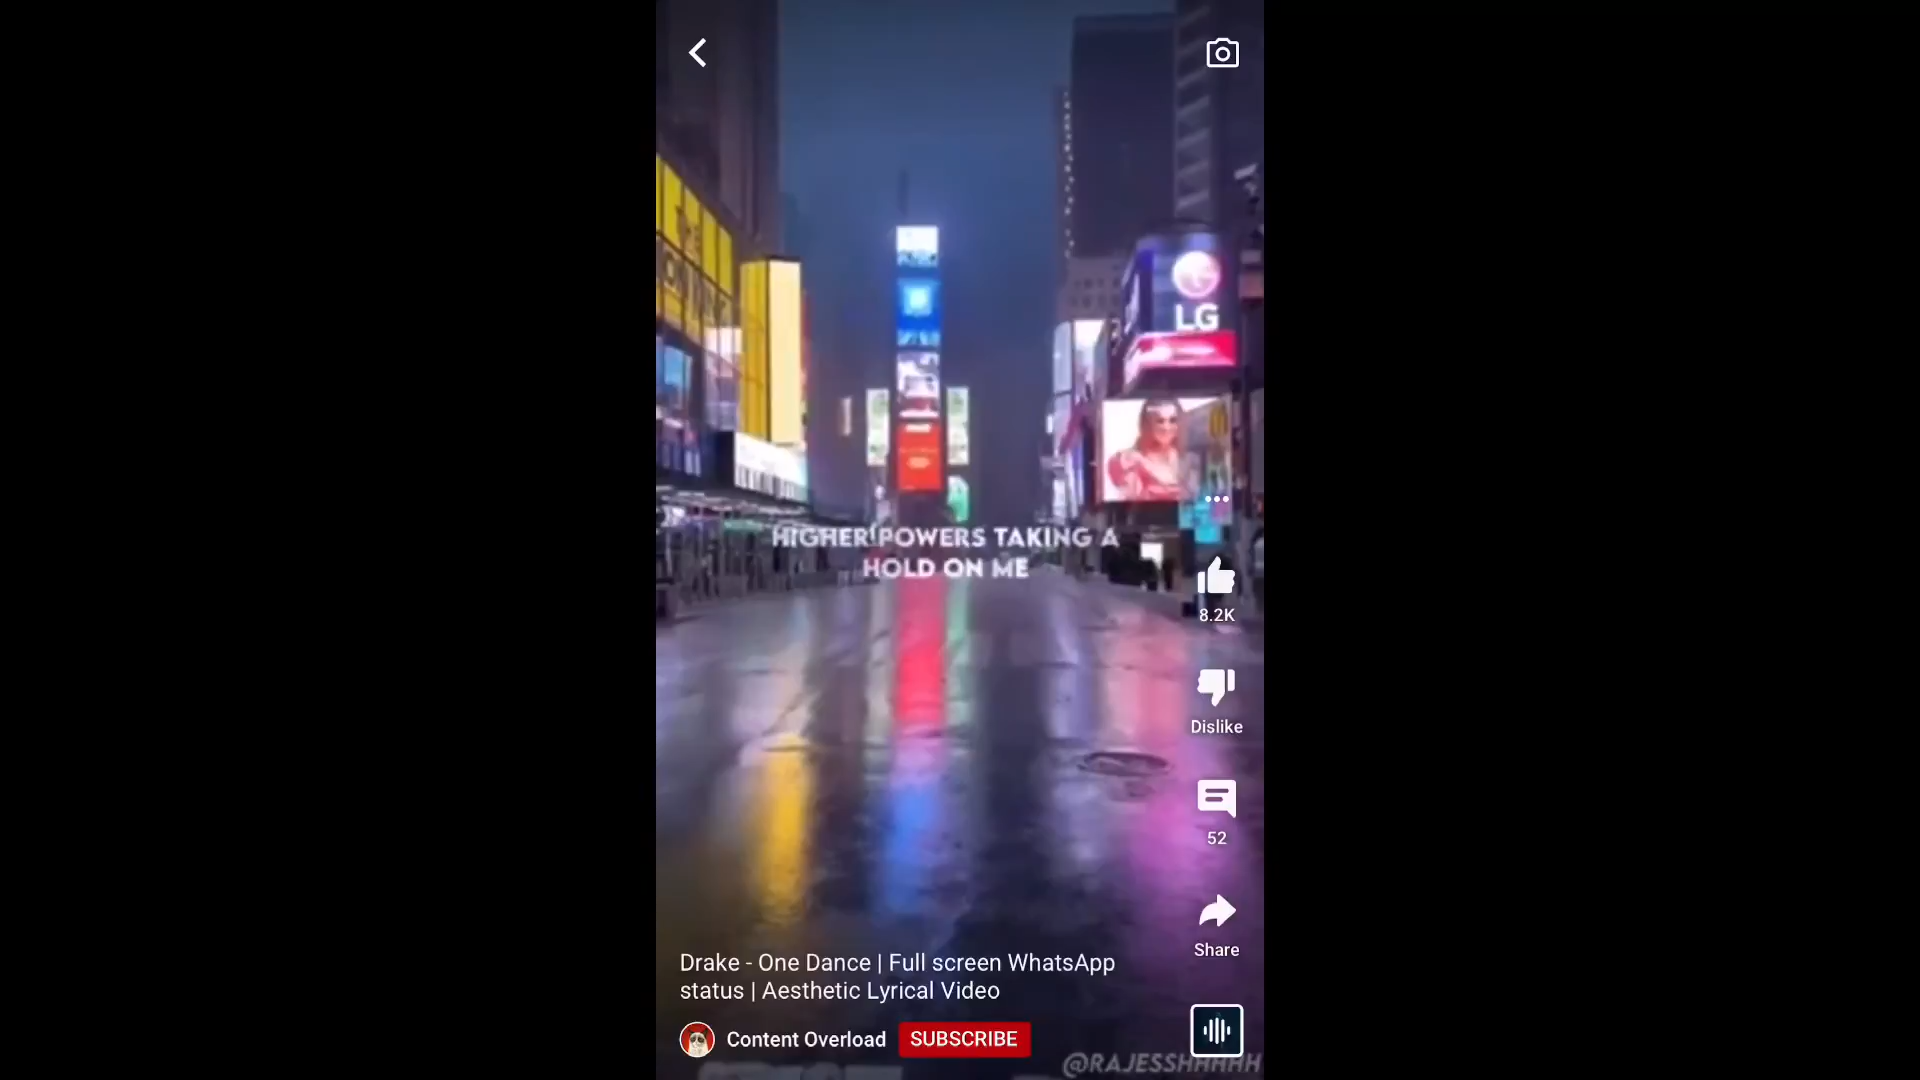 LG
HIGHER POWERS TAKING A
HOLD ON ME
8.2K
Dislike
52
Share
Drake - One Dance | Full screen WhatsApp
status | Aesthetic Lyrical Video
Content Overload
SUBSCRIBE
@RAJESSHHHHH